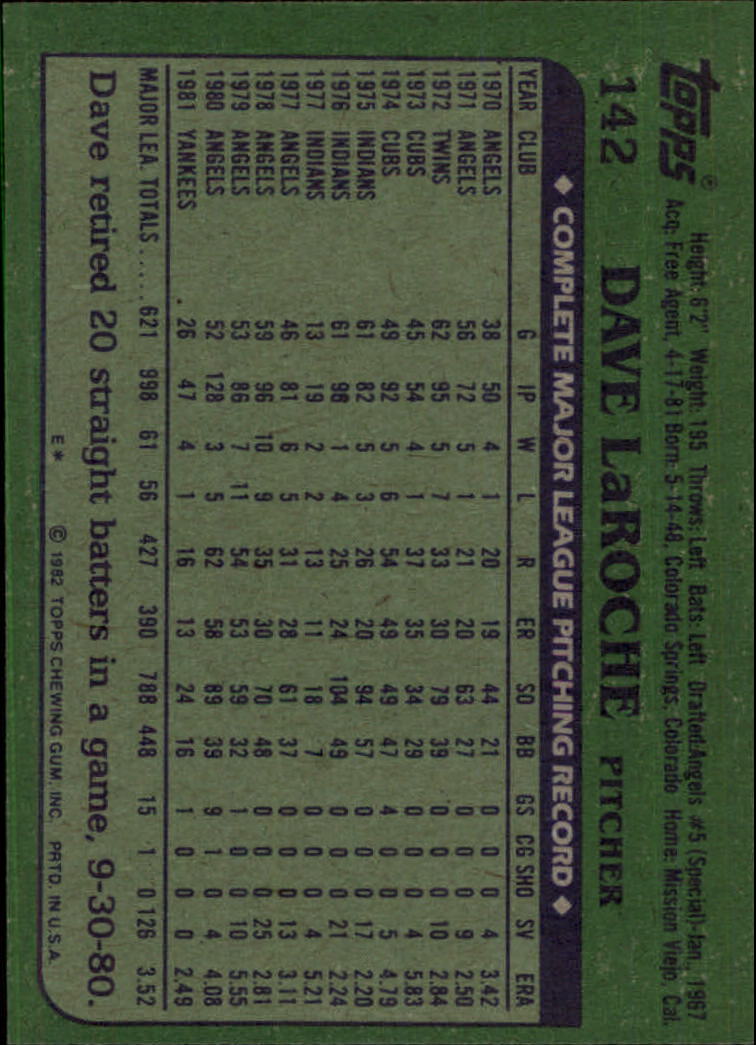 Topps®
Height: 6'2" Weight: 195 Throws: Left Bats: Left Drafted: Angels #5 (Special)-Jan., 1967
Acq: Free Agent, 4-17-81 Born: 5-14-48, Colorado Springs, Colorado Home: Mission Viejo, Cal.
142 DAVE LaROCHE PITCHER
◆ COMPLETE MAJOR LEAGUE PITCHING RECORD ◆
YEAR CLUB G IP W L R ER SO BB GS CG SHO SV ERA
1970 ANGELS 38 50 4 1 20 19 44 21 0 0 0 4 3.42
1971 ANGELS 56 72 5 1 21 20 63 27 0 0 0 9 2.50
1972 TWINS 62 95 5 7 33 30 79 39 0 0 0 10 2.84
1973 CUBS 45 54 4 1 37 35 34 29 0 0 0 4 5.83
1974 CUBS 49 92 5 6 54 49 49 47 4 0 0 5 4.79
1975 INDIANS 61 82 5 3 26 20 94 57 0 0 0 17 2.20
1976 INDIANS 61 96 1 4 25 24 104 49 0 0 0 21 2.24
1977 INDIANS 13 19 2 2 13 11 18 7 0 0 0 4 5.21
1977 ANGELS 46 81 6 5 31 28 61 37 0 0 0 13 3.11
1978 ANGELS 59 96 10 9 35 30 70 48 0 0 0 25 2.81
1979 ANGELS 53 86 7 11 54 53 59 32 1 0 0 10 5.55
1980 ANGELS 52 128 3 5 62 58 89 39 9 1 0 4 4.08
1981 YANKEES 26 47 4 1 16 13 24 16 1 0 0 0 2.49
MAJOR LEA. TOTALS ..... 621 998 61 56 427 390 788 448 15 1 0 126 3.52
Dave retired 20 straight batters in a game, 9-30-80.
E* © 1982 TOPPS CHEWING GUM, INC. PRTD. IN U.S.A.